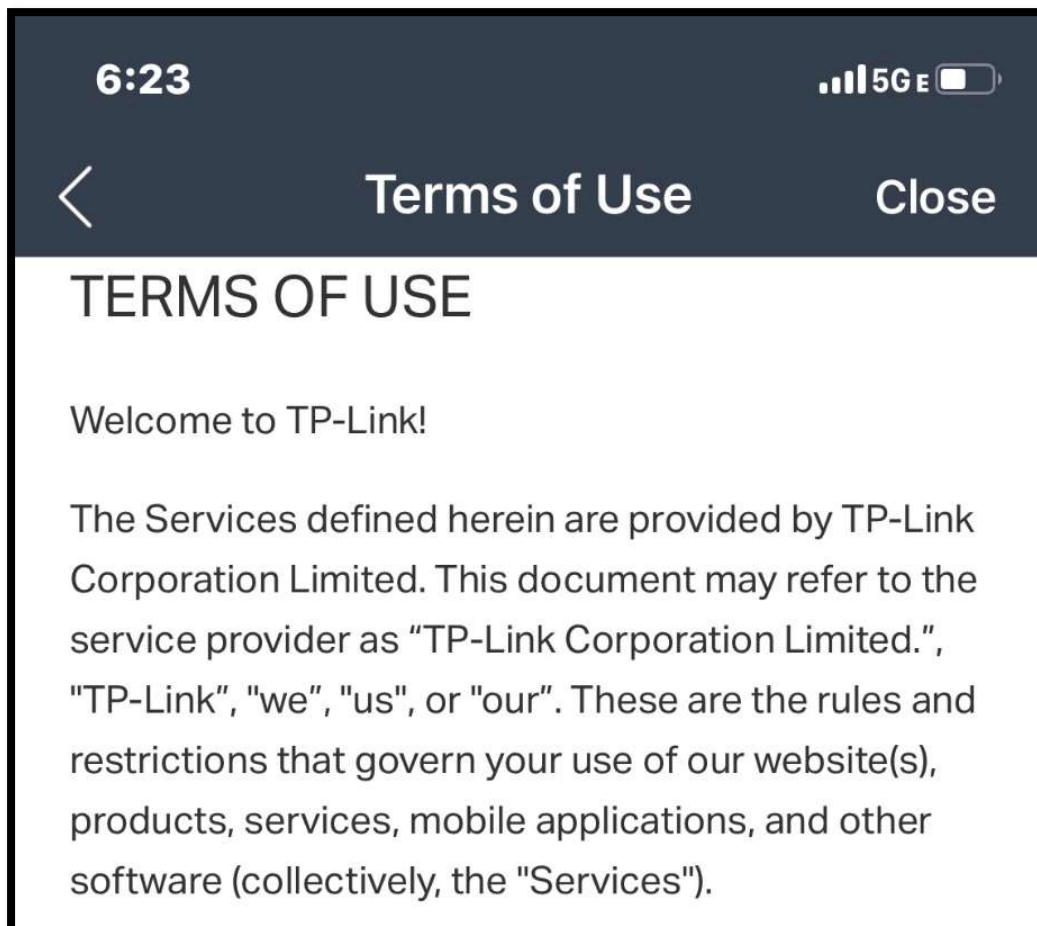 6:23
5G E
Terms of Use
Close
TERMS OF USE
Welcome to TP-Link!
The Services defined herein are provided by TP-Link
Corporation Limited. This document may refer to the
service provider as “TP-Link Corporation Limited.”,
"TP-Link”, "we”, "us", or "our”. These are the rules and
restrictions that govern your use of our website(s),
products, services, mobile applications, and other
software (collectively, the "Services").